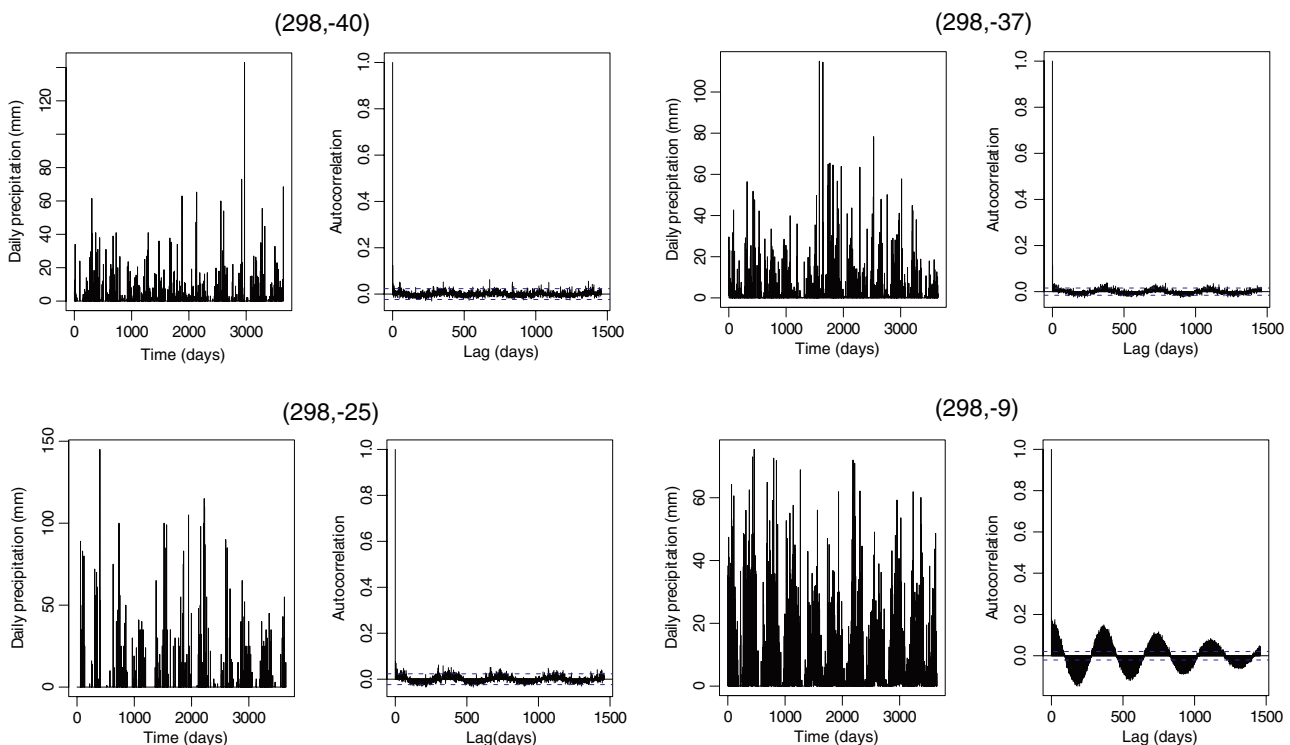 (298,-40)
Daily precipitation (mm)
0 20 40 60 80 120
0 1000 2000 3000
Time (days)
Autocorrelation
0.0 0.2 0.4 0.6 0.8 1.0
0 500 1000 1500
Lag (days)
(298,-37)
Daily precipitation (mm)
0 20 40 60 80 100
0 1000 2000 3000
Time (days)
Autocorrelation
0.0 0.2 0.4 0.6 0.8 1.0
0 500 1000 1500
Lag (days)
(298,-25)
Daily precipitation (mm)
0 50 100 150
0 1000 2000 3000
Time (days)
Autocorrelation
0.0 0.2 0.4 0.6 0.8 1.0
0 500 1000 1500
Lag(days)
(298,-9)
Daily precipitation (mm)
0 20 40 60
0 1000 2000 3000
Time (days)
Autocorrelation
0.0 0.2 0.4 0.6 0.8 1.0
0 500 1000 1500
Lag (days)